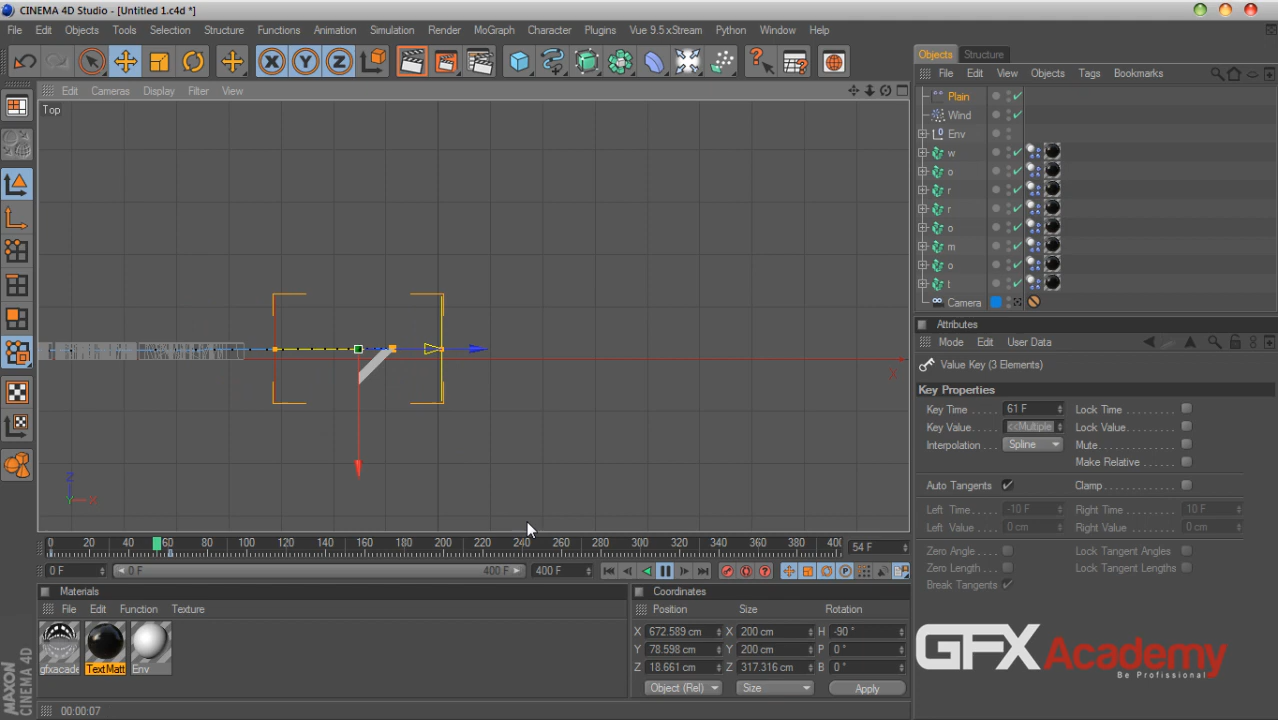 CINEMA 4D Studio - [Untitled 1.c4d *]
File Edit Objects Tools Selection Structure Functions Animation Simulation Render MoGraph Character Plugins Vue 9.5 xStream Python Window Help
X Y Z
Objects Structure
File Edit View Objects Tags Bookmarks
Edit Cameras Display Filter View
Top
Plain
Wind
Env
w
o
r
r
o
m
o
t
Camera
Attributes
Mode Edit User Data
Value Key (3 Elements)
Key Properties
Key Time 61 F Lock Time
Key Value <<Multiple Lock Value
Interpolation Spline Mute
Make Relative
Auto Tangents Clamp
Left Time -10 F Right Time 10 F
Left Value 0 cm Right Value 0 cm
Zero Angle Lock Tangent Angles
Zero Length Lock Tangent Lengths
Break Tangents
X
Z
Y X
0 20 40 60 80 100 120 140 160 180 200 220 240 260 280 300 320 340 360 380 400 54 F
0 F 0 F 400 F 400 F
Materials
File Edit Function Texture
gfxacade TextMatt Env
Coordinates
Position Size Rotation
X 672.589 cm X 200 cm H -90 °
Y 78.598 cm Y 200 cm P 0 °
Z 18.661 cm Z 317.316 cm B 0 °
Object (Rel) Size Apply
GFX Academy
Be Profissional
MAXON
CINEMA 4D
00:00:07